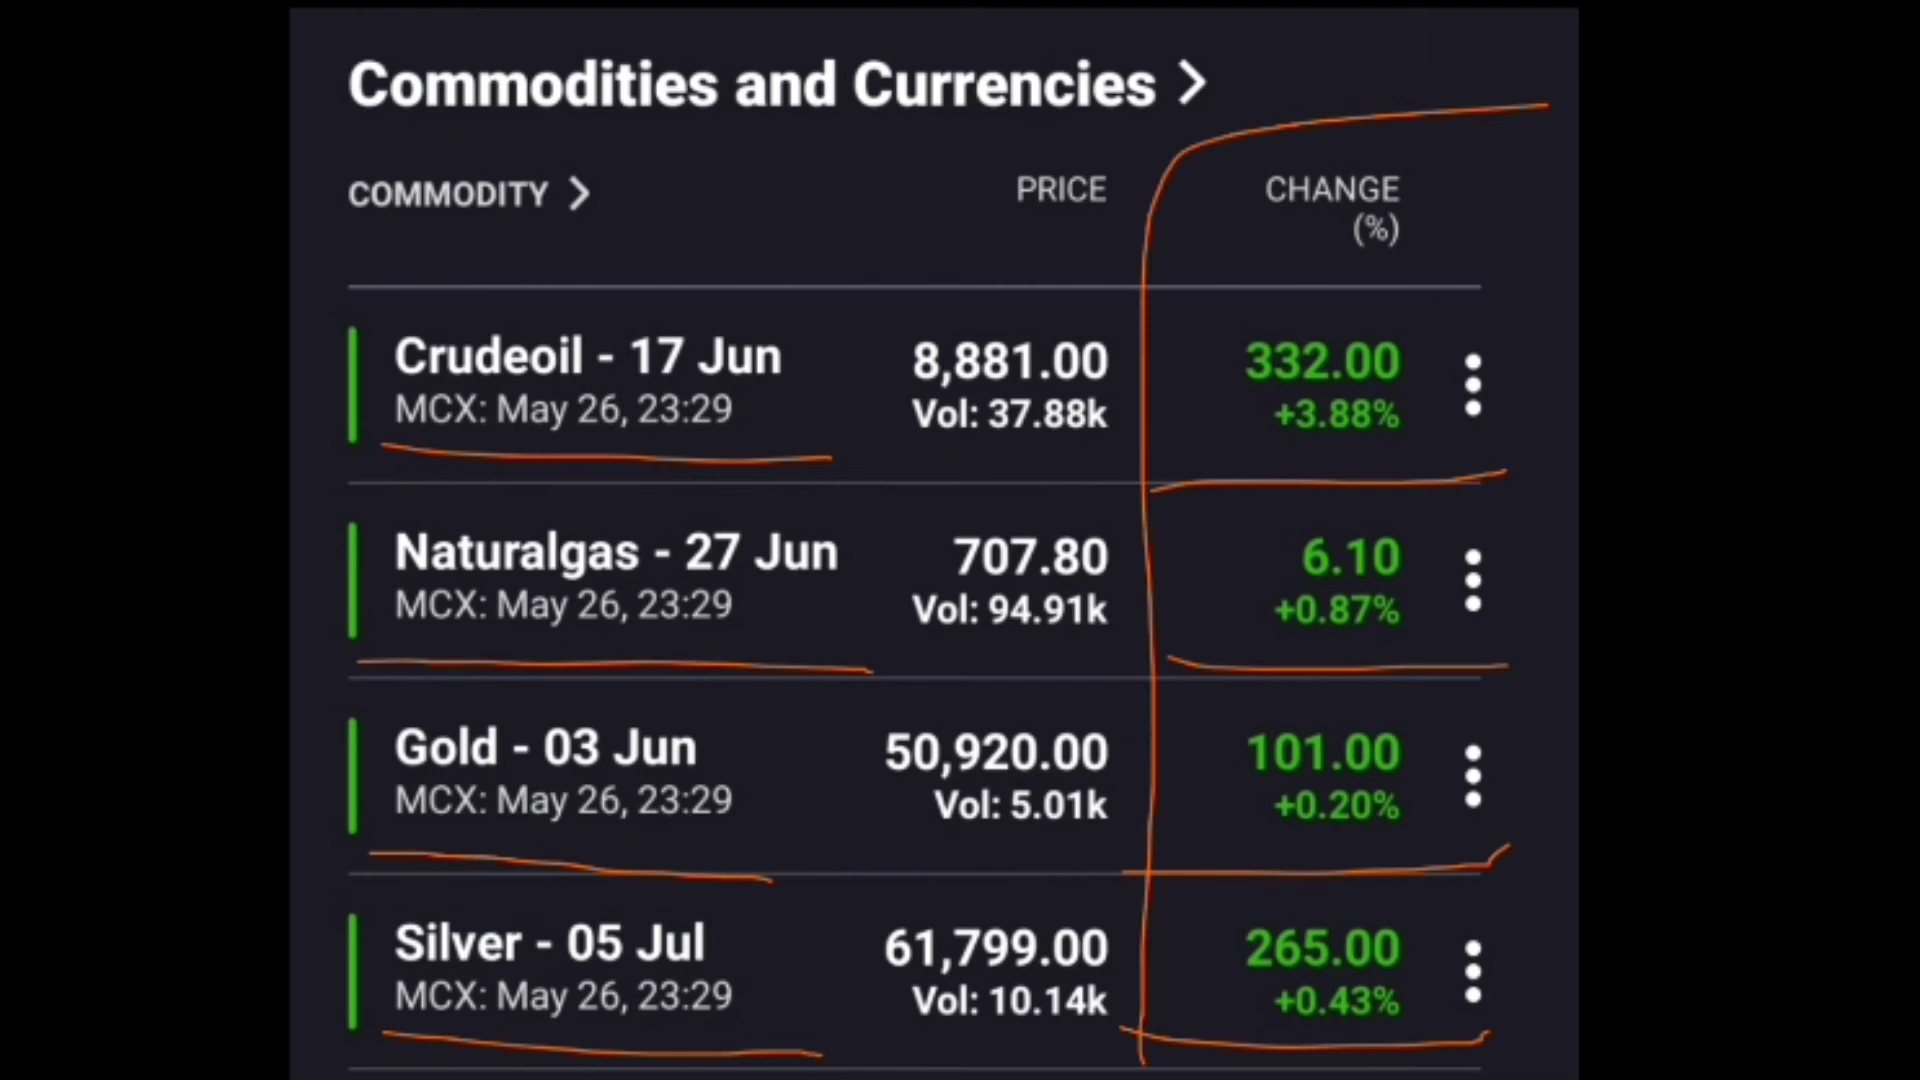 Commodities and Currencies >
COMMODITY > PRICE CHANGE
(%)
Crudeoil - 17 Jun 8,881.00 332.00
MCX: May 26, 23:29 Vol: 37.88k +3.88%
Naturalgas - 27 Jun 707.80 6.10
MCX: May 26, 23:29 Vol: 94.91k +0.87%
Gold - 03 Jun 50,920.00 101.00
MCX: May 26, 23:29 Vol: 5.01k +0.20%
Silver - 05 Jul 61,799.00 265.00
MCX: May 26, 23:29 Vol: 10.14k +0.43%